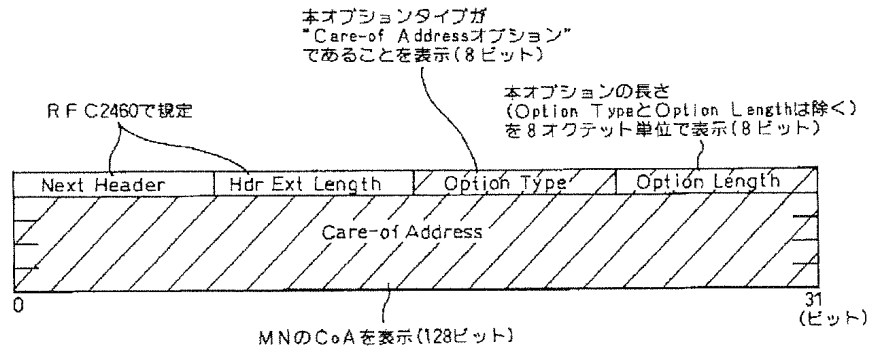 本オプションタイプが
"Care-of Addressオプション"
であることを表示(8ビット)
本オプションの長さ
(Option TypeとOption Lengthは除く)
を8オクテット単位で表示(8ビット)
RFC2460で規定
Next Header Hdr Ext Length Option Type Option Length
Care-of Address
0 31
(ビット)
MNのCoAを表示(128ビット)